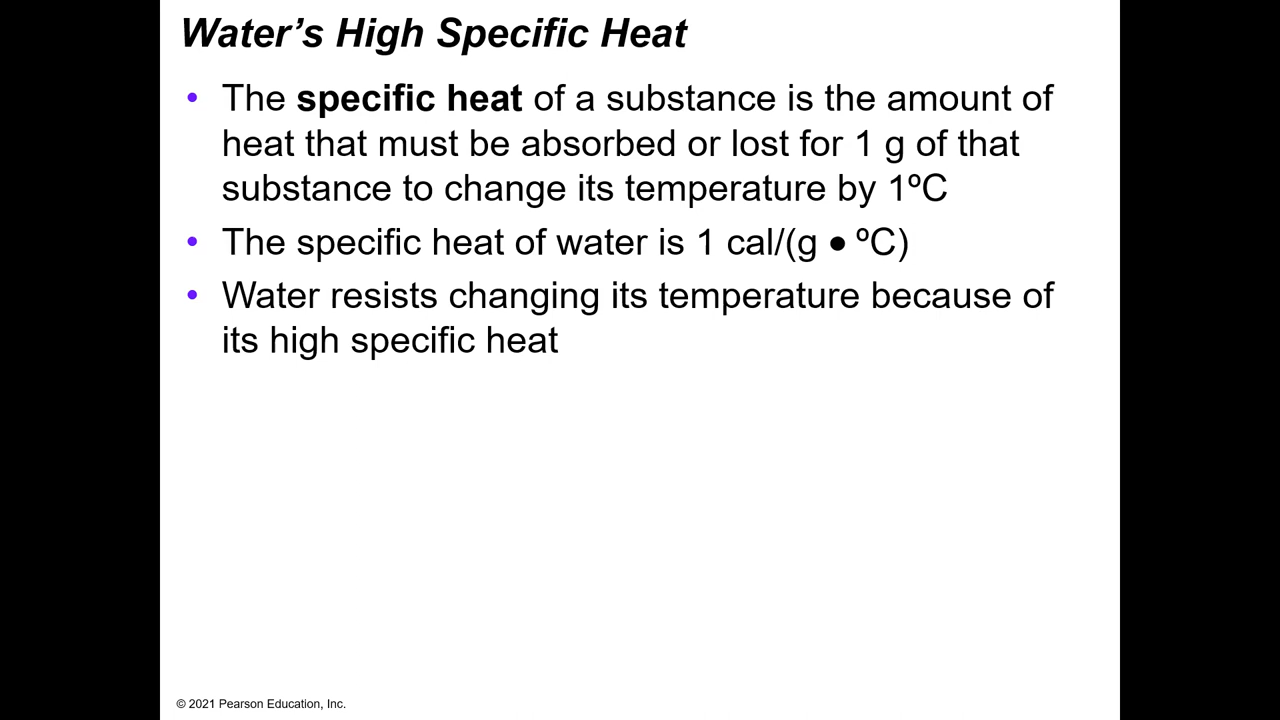 Water’s High Specific Heat
• The specific heat of a substance is the amount of
heat that must be absorbed or lost for 1 g of that
substance to change its temperature by 1ºC
• The specific heat of water is 1 cal/(g ● ºC)
• Water resists changing its temperature because of
its high specific heat
© 2021 Pearson Education, Inc.